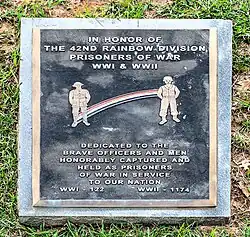 IN HONOR OF
THE 42ND RAINBOW DIVISION
PRISONERS OF WAR
WWI & WWII
DEDICATED TO THE
BRAVE OFFICERS AND MEN
HONORABLY CAPTURED AND
HELD AS PRISONERS
OF WAR IN SERVICE
TO OUR NATION.
WWI - 122 WWII - 1174